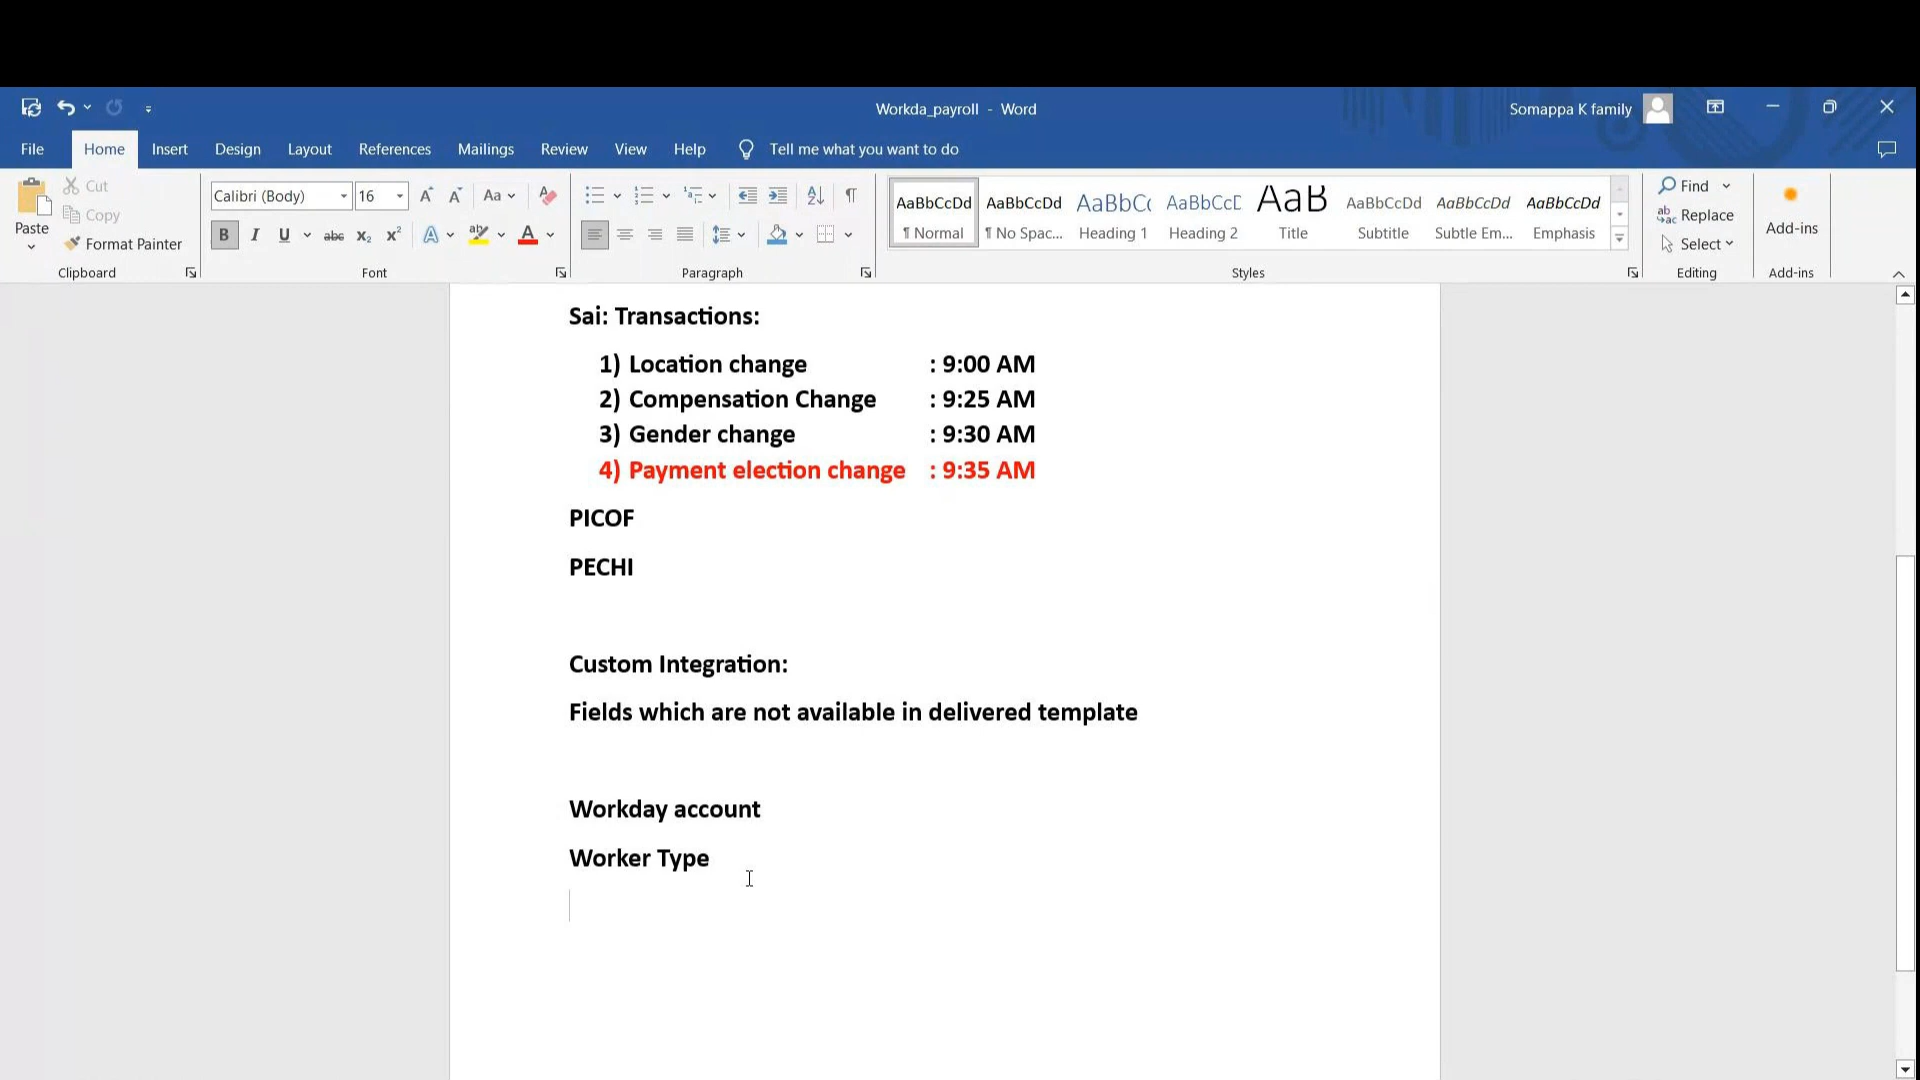 Workda_payroll - Word
Somappa K family
File Home Insert Design Layout References Mailings Review View Help Tell me what you want to do
Paste
Cut
Copy
Format Painter
Clipboard
Calibri (Body) 16
Font
Paragraph
AaBbCcDd AaBbCcDd AaBbC AaBbCc AaB AaBbCcDd AaBbCcDd AaBbCcDd
¶ Normal ¶ No Spac... Heading 1 Heading 2 Title Subtitle Subtle Em... Emphasis
Styles
Find
Replace
Select
Editing
Add-ins
Add-ins
Sai: Transactions:
1) Location change : 9:00 AM
2) Compensation Change : 9:25 AM
3) Gender change : 9:30 AM
4) Payment election change : 9:35 AM
PICOF
PECHI
Custom Integration:
Fields which are not available in delivered template
Workday account
Worker Type